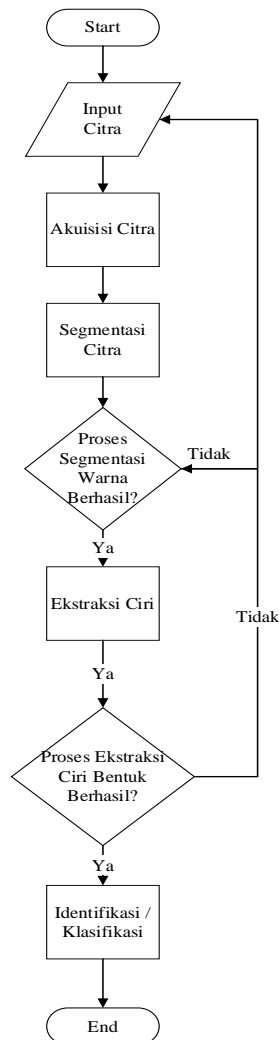 Start
Input
Citra
Akuisisi Citra
Segmentasi
Citra
Proses
Segmentasi
Warna
Berhasil?
Tidak
Ya
Ekstraksi Ciri
Tidak
Ya
Proses Ekstraksi
Ciri Bentuk
Berhasil?
Ya
Identifikasi /
Klasifikasi
End